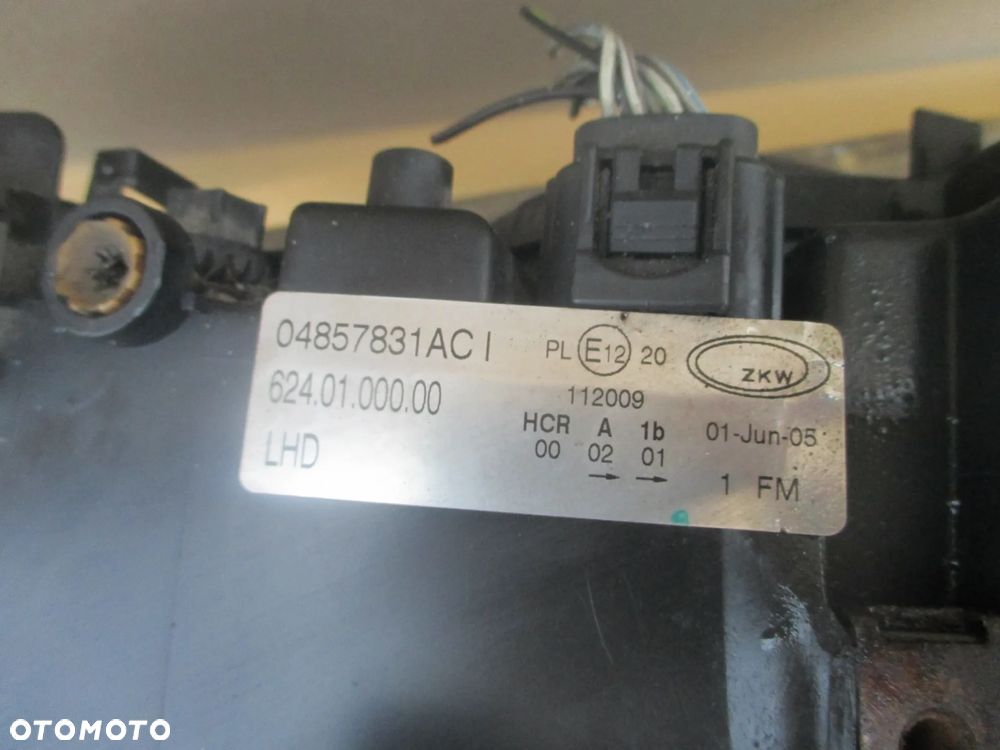 04857831AC I
PL E12 20
ZKW
624.01.000.00
112009
HCR A 1b
00 02 01
01-Jun-05
LHD
→ →
1 FM
OTOMOTO